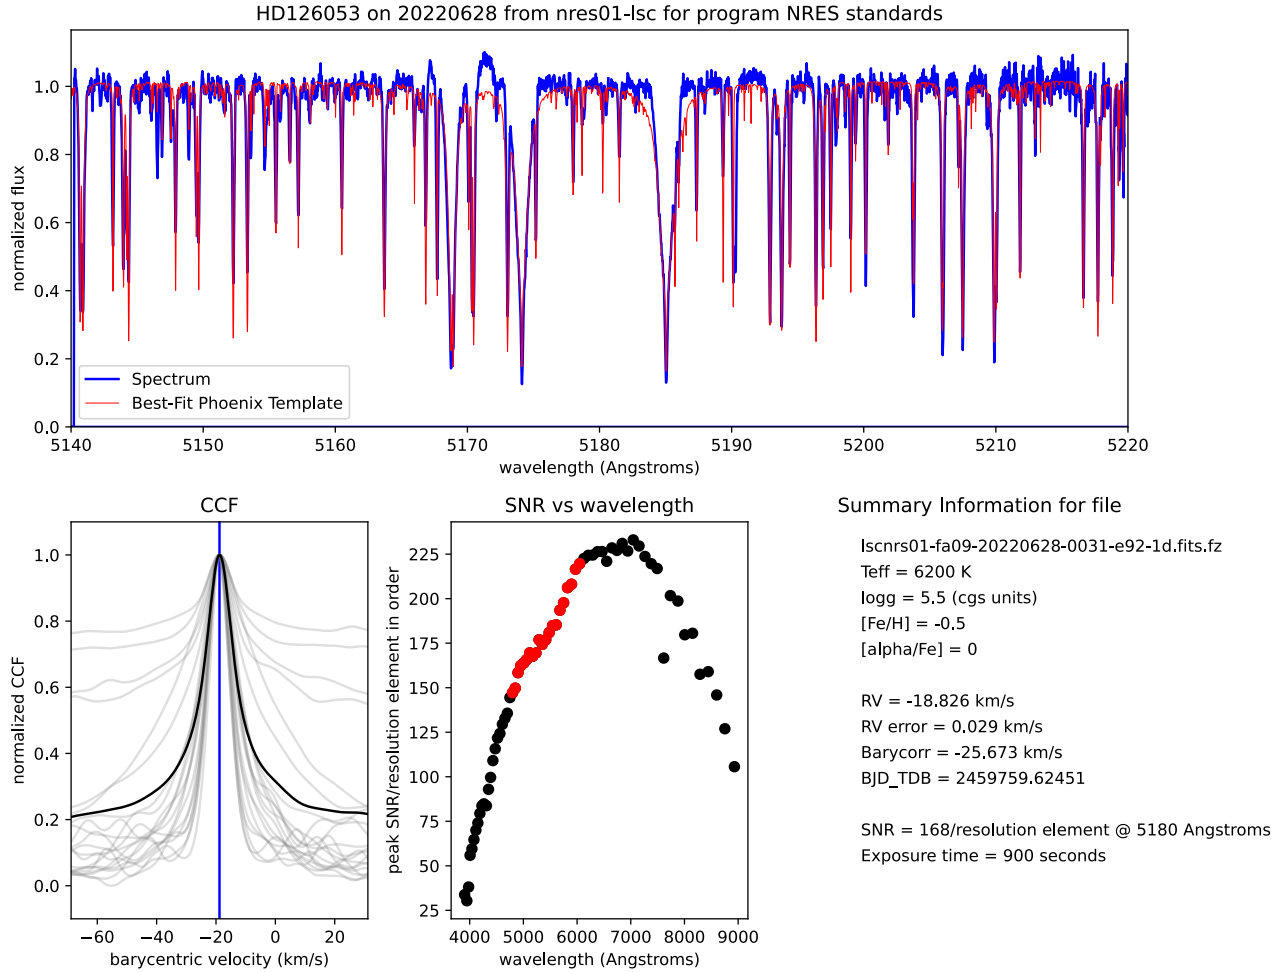 HD126053 on 20220628 from nres01-lsc for program NRES standards
normalized flux
1.0
0.8
0.6
0.4
0.2
0.0
Spectrum
Best-Fit Phoenix Template
5140 5150 5160 5170 5180 5190 5200 5210 5220
wavelength (Angstroms)
CCF
normalized CCF
1.0
0.8
0.6
0.4
0.2
0.0
−60 −40 −20 0 20
barycentric velocity (km/s)
SNR vs wavelength
peak SNR/resolution element in order
225
200
175
150
125
100
75
50
25
4000 5000 6000 7000 8000 9000
wavelength (Angstroms)
Summary Information for file
lscnrs01-fa09-20220628-0031-e92-1d.fits.fz
Teff = 6200 K
logg = 5.5 (cgs units)
[Fe/H] = -0.5
[alpha/Fe] = 0
RV = -18.826 km/s
RV error = 0.029 km/s
Barycorr = -25.673 km/s
BJD_TDB = 2459759.62451
SNR = 168/resolution element @ 5180 Angstroms
Exposure time = 900 seconds